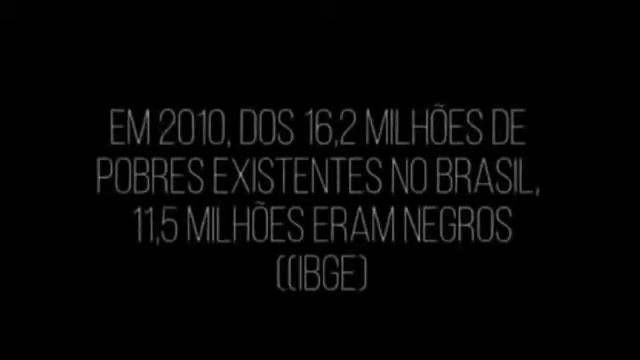 EM 2010, DOS 16,2 MILHÕES DE
POBRES EXISTENTES NO BRASIL,
11,5 MILHÕES ERAM NEGROS
((IBGE)